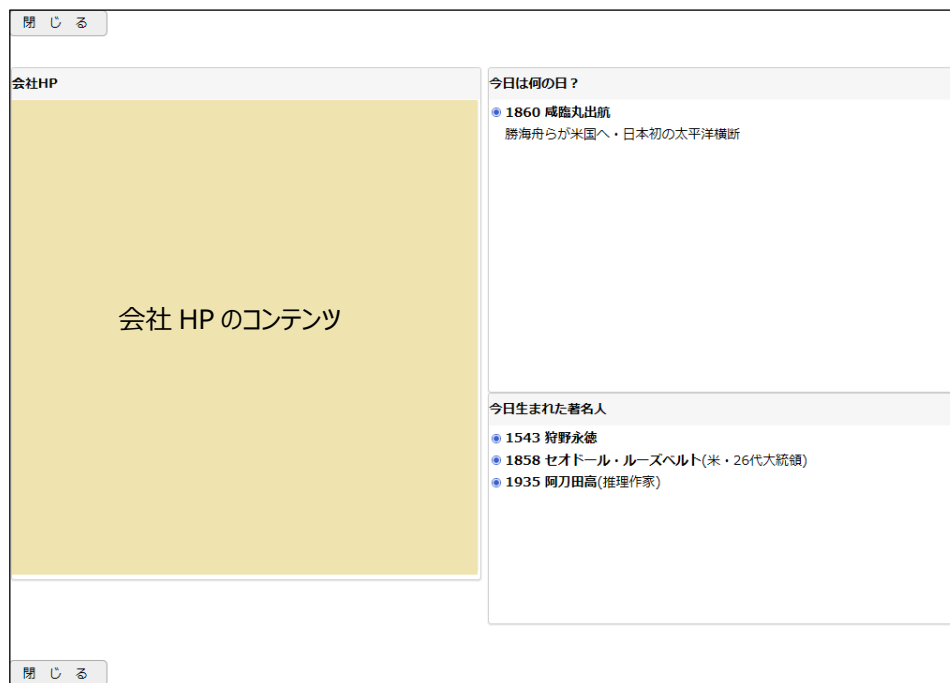 閉 じ る
会社HP
会社 HP のコンテンツ
今日は何の日？
1860 咸臨丸出航
勝海舟らが米国へ・日本初の太平洋横断
今日生まれた著名人
1543 狩野永徳
1858 セオドール・ルーズベルト(米・26代大統領)
1935 阿刀田高(推理作家)
閉 じ る